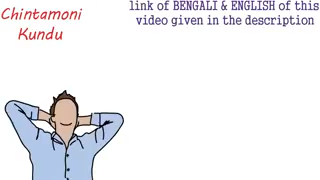 Chintamoni
Kundu
link of BENGALI & ENGLISH of this
video given in the description